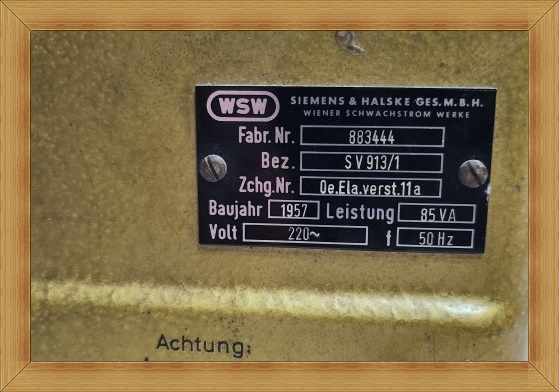 WSW SIEMENS & HALSKE GES.M.B.H.
WIENER SCHWACHSTROM WERKE
Fabr. Nr. 883444
Bez. SV 913/1
Zchg.Nr. Oe.Ela.verst.11a
Baujahr 1957 Leistung 85 VA
Volt 220~ f 50 Hz
Achtung: